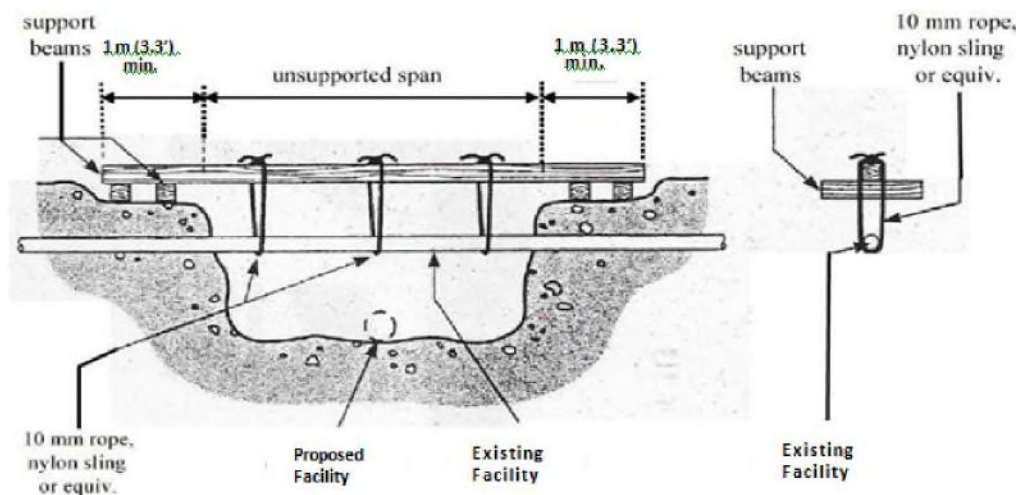 support
beams
1 m (3.3')
min.
unsupported span
1 m (3.3')
min.
support
beams
10 mm rope,
nylon sling
or equiv.
10 mm rope,
nylon sling
or equiv.
Proposed
Facility
Existing
Facility
Existing
Facility